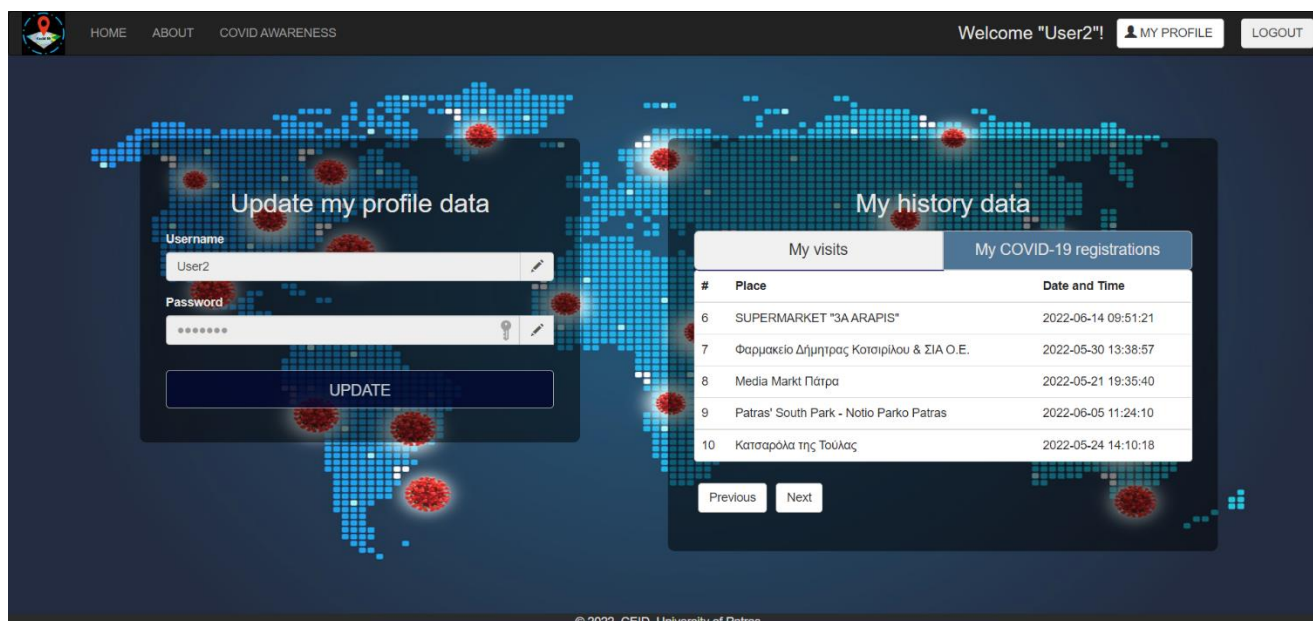 HOME ABOUT COVID AWARENESS Welcome "User2"! MY PROFILE LOGOUT
Update my profile data
Username
User2
Password
UPDATE
My history data
My visits My COVID-19 registrations
# Place Date and Time
6 SUPERMARKET "3A ARAPIS" 2022-06-14 09:51:21
7 Φαρμακείο Δήμητρας Κοτσιρίλου & ΣΙΑ Ο.Ε. 2022-05-30 13:38:57
8 Media Markt Πάτρα 2022-05-21 19:35:40
9 Patras' South Park - Notio Parko Patras 2022-06-05 11:24:10
10 Κατσαρόλα της Τούλας 2022-05-24 14:10:18
Previous Next
© 2022, CEID, University of Patras